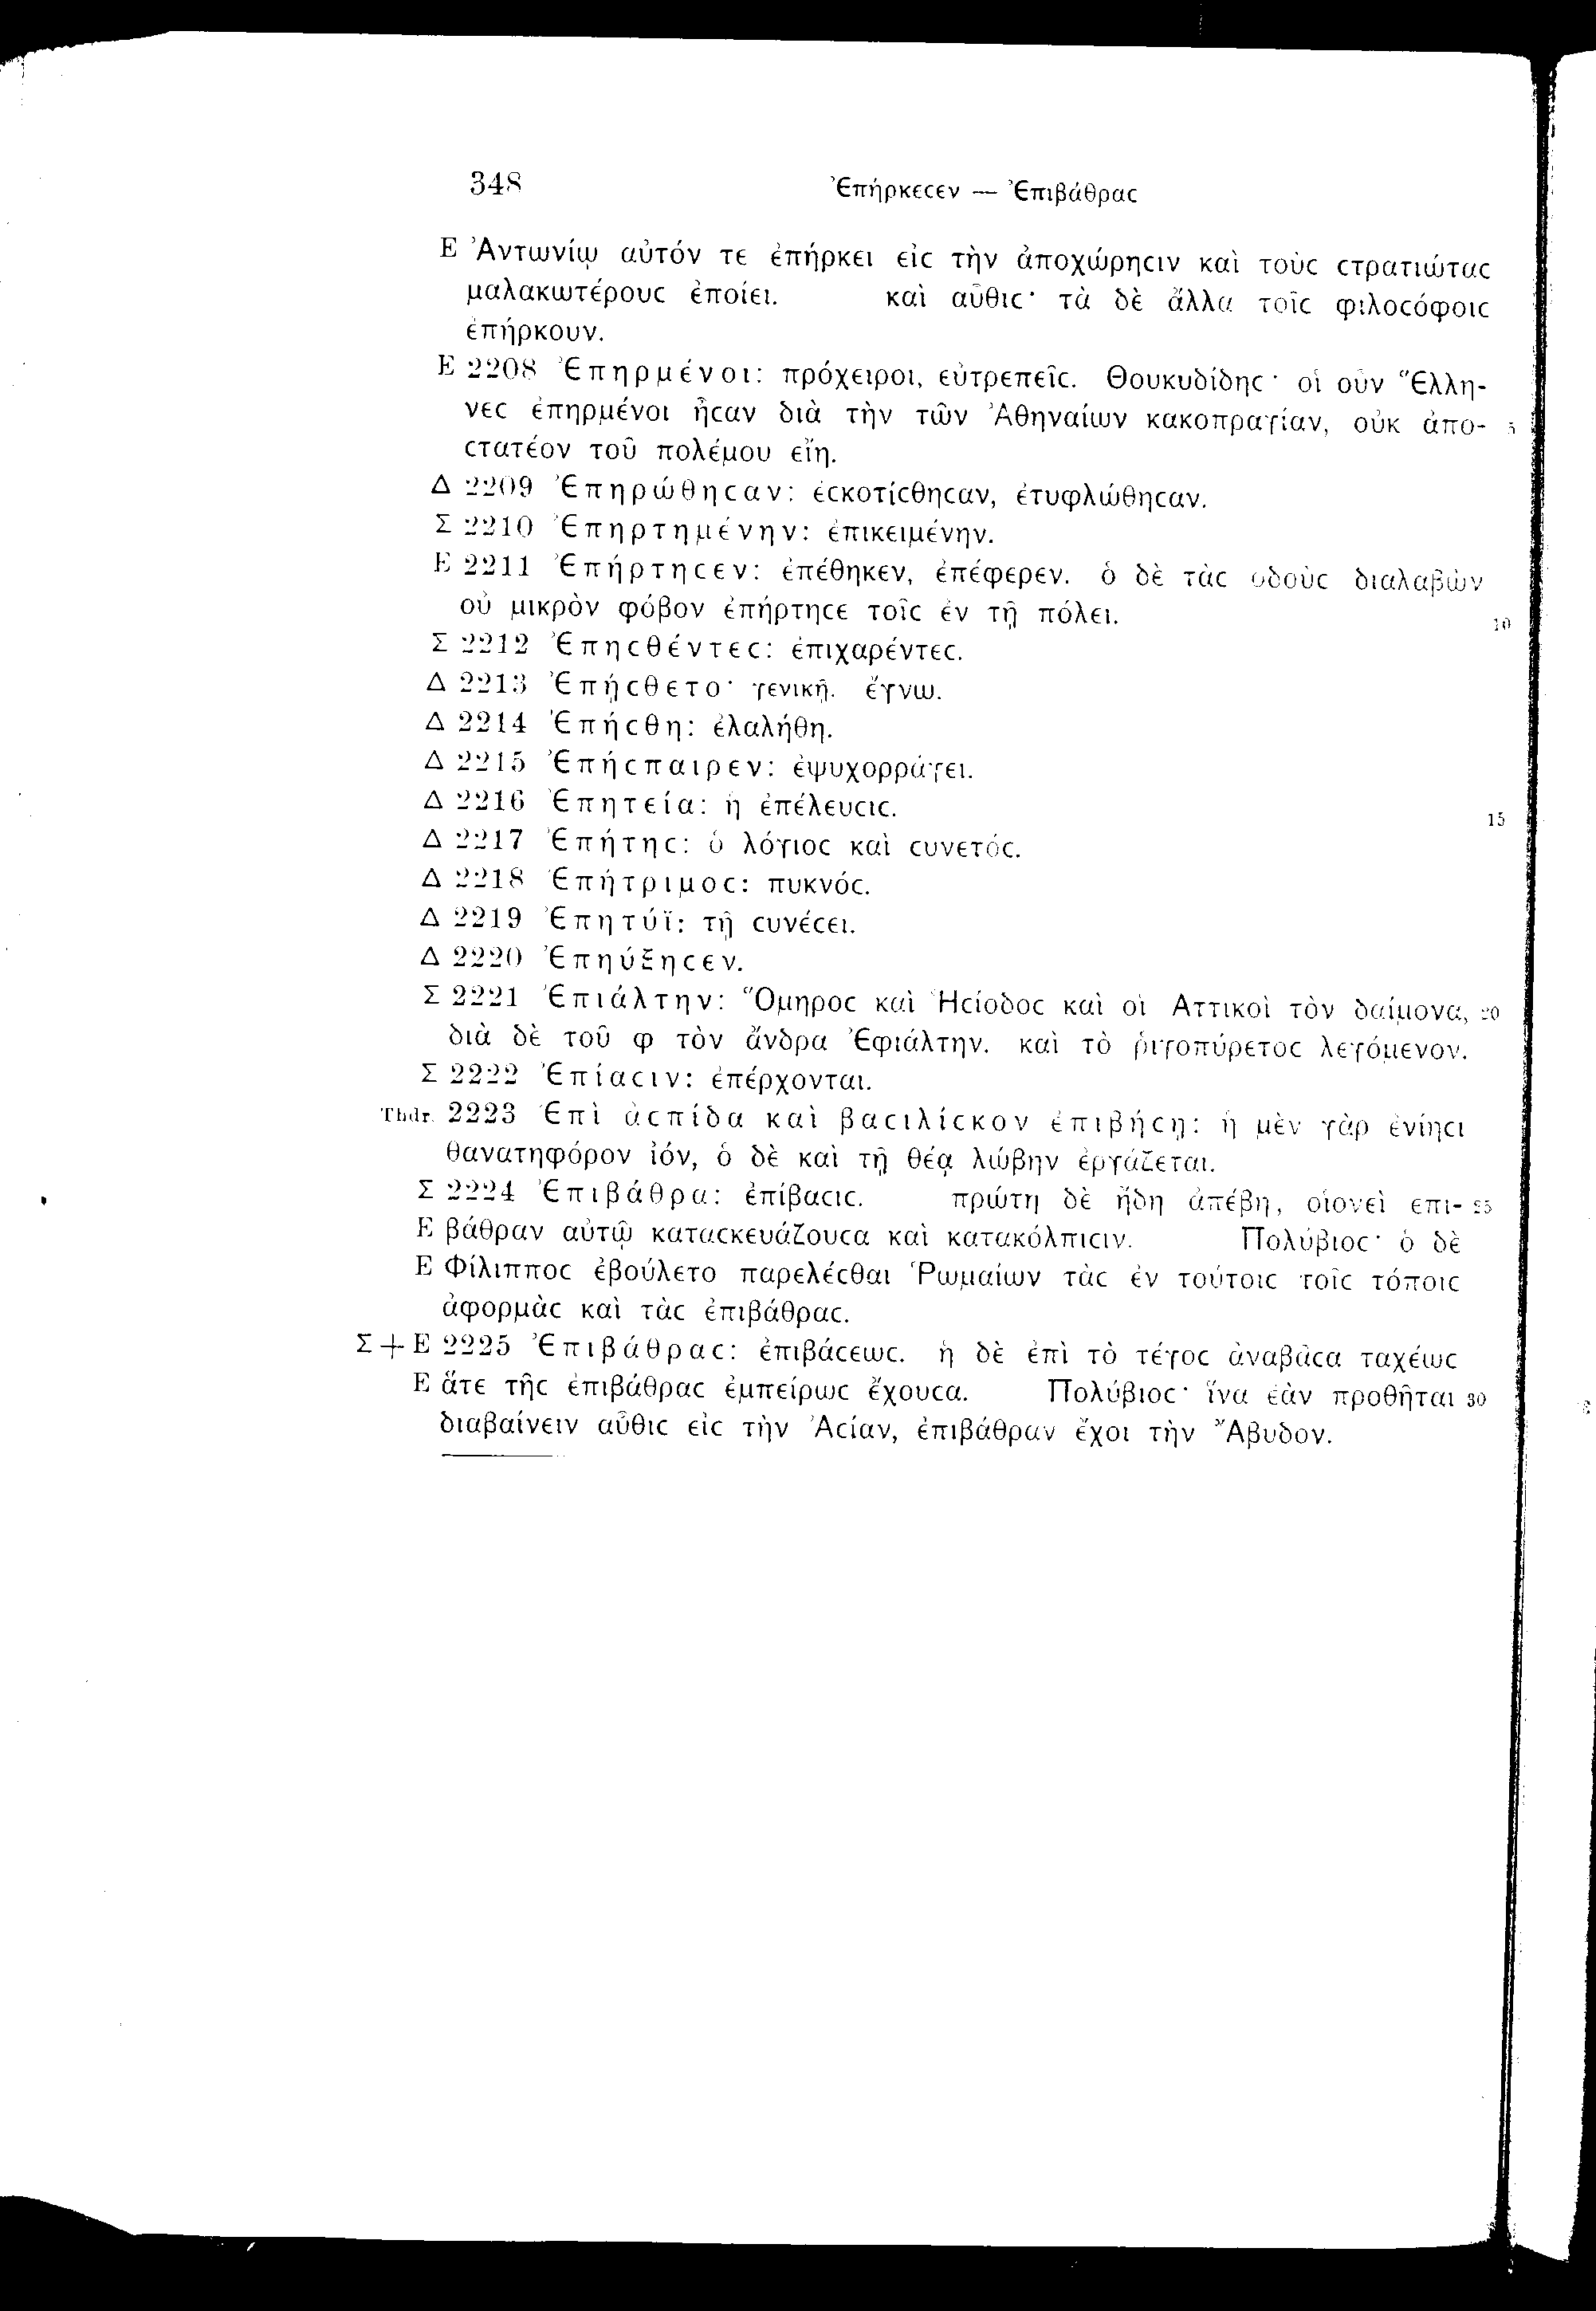 348 Ἐπήρκεϲεν — Ἐπιβάθραϲ
Ε Ἀντωνίῳ αὐτόν τε ἐπήρκει εἰϲ τὴν ἀποχώρηϲιν καὶ τοὺϲ ϲτρατιώταϲ
μαλακωτέρουϲ ἐποίει. καὶ αὖθιϲ· τὰ δὲ ἄλλα τοῖϲ φιλοϲόφοιϲ
ἐπήρκουν.
Ε 2208 Ἐπηρμένοι: πρόχειροι, εὐτρεπεῖϲ. Θουκυδίδηϲ· οἱ οὖν Ἕλλη-
νεϲ ἐπηρμένοι ἦϲαν διὰ τὴν τῶν Ἀθηναίων κακοπραγίαν, οὐκ ἀπο- 5
ϲτατέον τοῦ πολέμου εἴη.
Δ 2209 Ἐπηρώθηϲαν: ἐϲκοτίϲθηϲαν, ἐτυφλώθηϲαν.
Σ 2210 Ἐπηρτημένην: ἐπικειμένην.
Ε 2211 Ἐπήρτηϲεν: ἐπέθηκεν, ἐπέφερεν. ὁ δὲ τὰϲ ὁδοὺϲ διαλαβὼν
οὐ μικρὸν φόβον ἐπήρτηϲε τοῖϲ ἐν τῇ πόλει. 10
Σ 2212 Ἐπηϲθέντεϲ: ἐπιχαρέντεϲ.
Δ 2213 Ἐπῄϲθετο· γενικῇ. ἔγνω.
Δ 2214 Ἐπήϲθη: ἐλαλήθη.
Δ 2215 Ἐπήϲπαιρεν: ἐψυχορράγει.
Δ 2216 Ἐπητεία: ἡ ἐπέλευϲιϲ. 15
Δ 2217 Ἐπήτηϲ: ὁ λόγιοϲ καὶ ϲυνετόϲ.
Δ 2218 Ἐπήτριμοϲ: πυκνόϲ.
Δ 2219 Ἐπητύϊ: τῇ ϲυνέϲει.
Δ 2220 Ἐπηύξηϲεν.
Σ 2221 Ἐπιάλτην: Ὅμηροϲ καὶ Ἡϲίοδοϲ καὶ οἱ Ἀττικοὶ τὸν δαίμονα, 20
διὰ δὲ τοῦ φ τὸν ἄνδρα Ἐφιάλτην. καὶ τὸ ῥιγοπύρετοϲ λεγόμενον.
Σ 2222 Ἐπίαϲιν: ἐπέρχονται.
Thdr. 2223 Ἐπὶ ἀϲπίδα καὶ βαϲιλίϲκον ἐπιβήϲῃ: ἡ μὲν γὰρ ἐνίηϲι
θανατηφόρον ἰόν, ὁ δὲ καὶ τῇ θέᾳ λώβην ἐργάζεται.
Σ 2224 Ἐπιβάθρα: ἐπίβαϲιϲ. πρώτη δὲ ἤδη ἀπέβη, οἱονεὶ ἐπι- 25
Ε βάθραν αὐτῷ καταϲκευάζουϲα καὶ κατακόλπιϲιν. Πολύβιοϲ· ὁ δὲ
Ε Φίλιπποϲ ἐβούλετο παρελέϲθαι Ῥωμαίων τὰϲ ἐν τούτοιϲ τοῖϲ τόποιϲ
ἀφορμὰϲ καὶ τὰϲ ἐπιβάθραϲ.
Σ+Ε 2225 Ἐπιβάθραϲ: ἐπιβάϲεωϲ. ἡ δὲ ἐπὶ τὸ τέγοϲ ἀναβᾶϲα ταχέωϲ
Ε ἅτε τῆϲ ἐπιβάθραϲ ἐμπείρωϲ ἔχουϲα. Πολύβιοϲ· ἵνα ἐὰν προθῆται 30
διαβαίνειν αὖθιϲ εἰϲ τὴν Ἀϲίαν, ἐπιβάθραν ἔχοι τὴν Ἄβυδον.